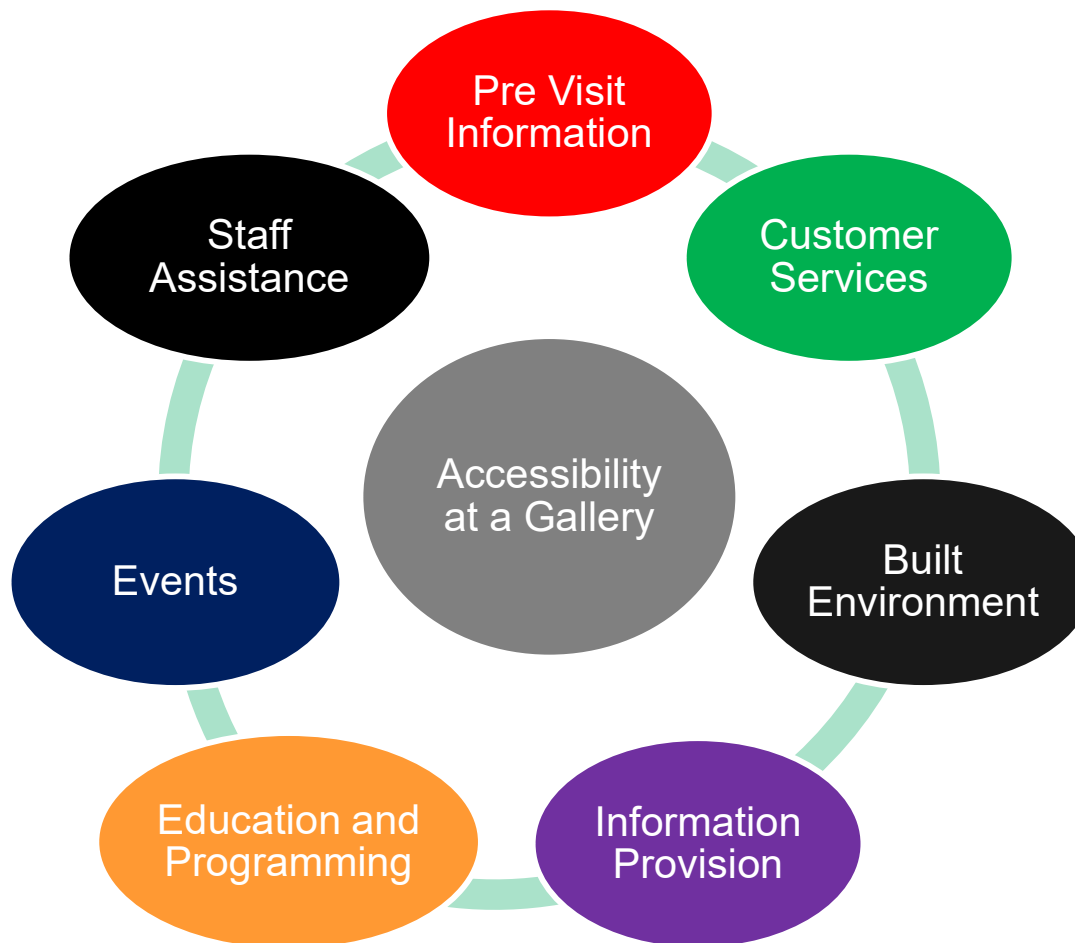 Pre Visit
Information
Customer
Services
Built
Environment
Information
Provision
Education and
Programming
Events
Staff
Assistance
Accessibility
at a Gallery